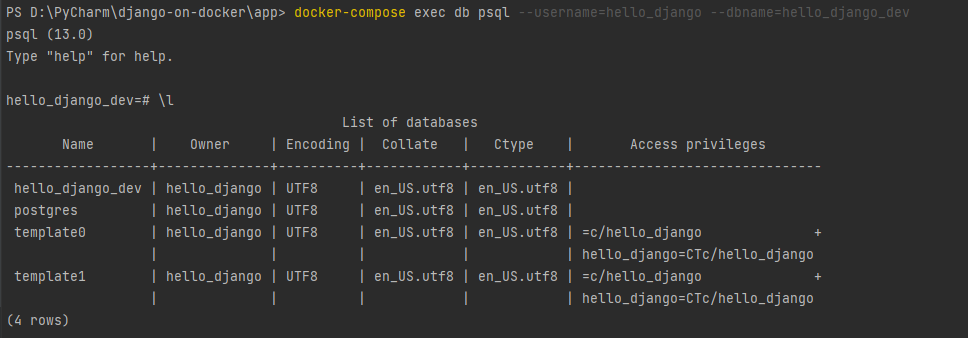 PS D:\PyCharm\django-on-docker\app> docker-compose exec db psql --username=hello_django --dbname=hello_django_dev
psql (13.0)
Type "help" for help.

hello_django_dev=# \l
                                         List of databases
       Name       |    Owner     | Encoding |  Collate   |   Ctype    |       Access privileges
------------------+--------------+----------+------------+------------+-------------------------------
 hello_django_dev | hello_django | UTF8     | en_US.utf8 | en_US.utf8 |
 postgres         | hello_django | UTF8     | en_US.utf8 | en_US.utf8 |
 template0        | hello_django | UTF8     | en_US.utf8 | en_US.utf8 | =c/hello_django              +
                  |              |          |            |            | hello_django=CTc/hello_django
 template1        | hello_django | UTF8     | en_US.utf8 | en_US.utf8 | =c/hello_django              +
                  |              |          |            |            | hello_django=CTc/hello_django
(4 rows)